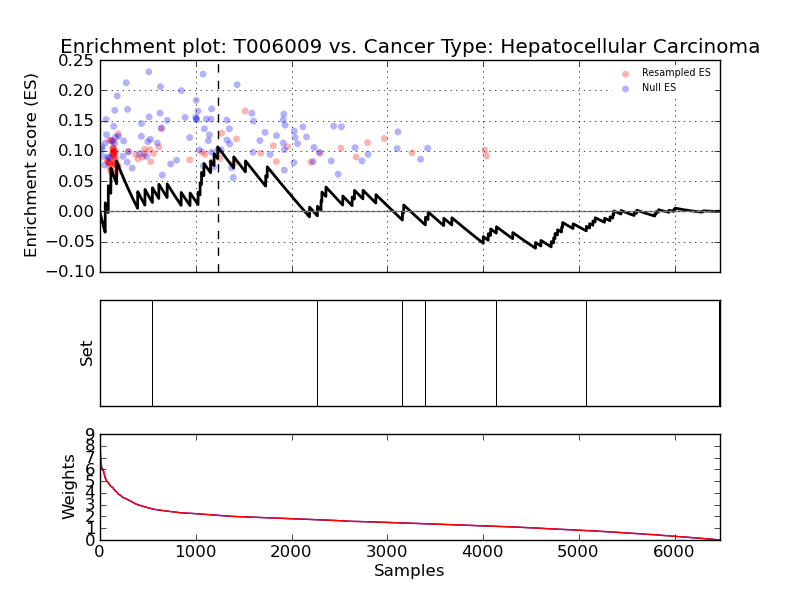 Enrichment plot: T006009 vs. Cancer Type: Hepatocellular Carcinoma
Enrichment score (ES)
0.25
0.20
0.15
0.10
0.05
0.00
−0.05
−0.10
Resampled ES
Null ES
Set
Weights
9
8
7
6
5
4
3
2
1
0
0 1000 2000 3000 4000 5000 6000
Samples